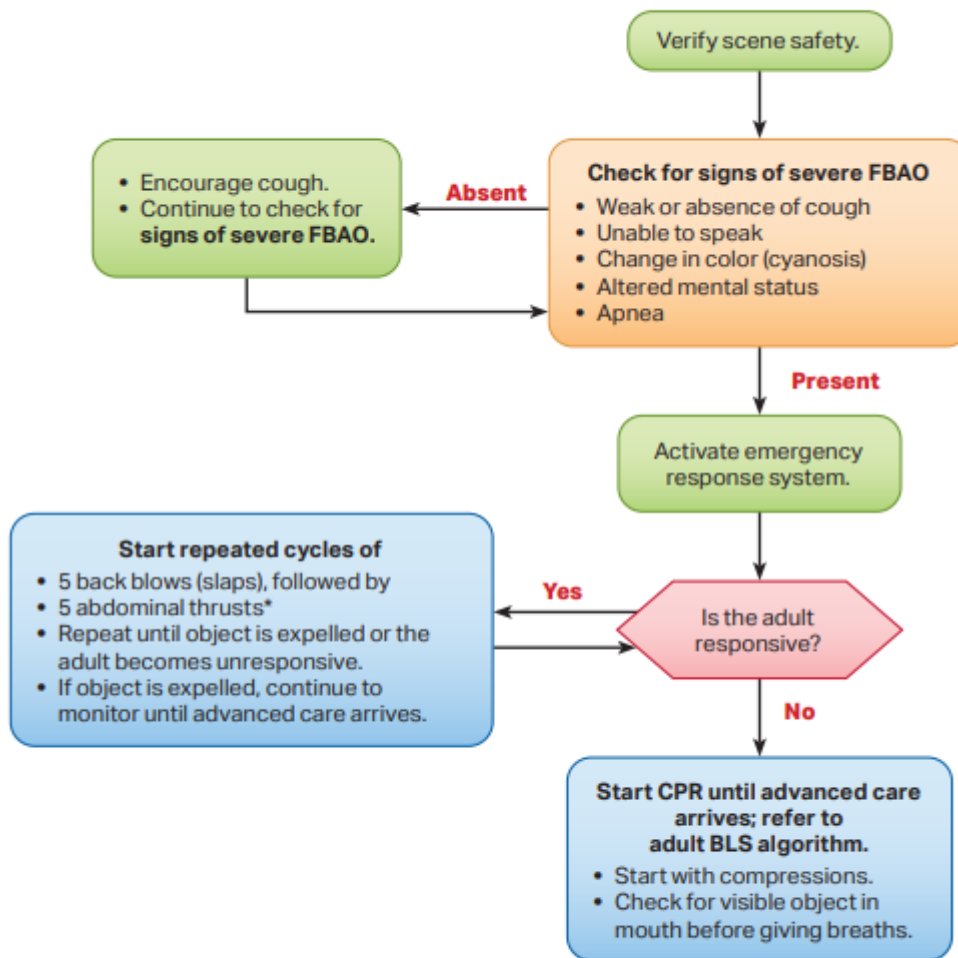 Verify scene safety.
Check for signs of severe FBAO
• Weak or absence of cough
• Unable to speak
• Change in color (cyanosis)
• Altered mental status
• Apnea
Absent
• Encourage cough.
• Continue to check for
signs of severe FBAO.
Present
Activate emergency
response system.
Is the adult
responsive?
Yes
Start repeated cycles of
• 5 back blows (slaps), followed by
• 5 abdominal thrusts*
• Repeat until object is expelled or the
adult becomes unresponsive.
• If object is expelled, continue to
monitor until advanced care arrives.
No
Start CPR until advanced care
arrives; refer to
adult BLS algorithm.
• Start with compressions.
• Check for visible object in
mouth before giving breaths.